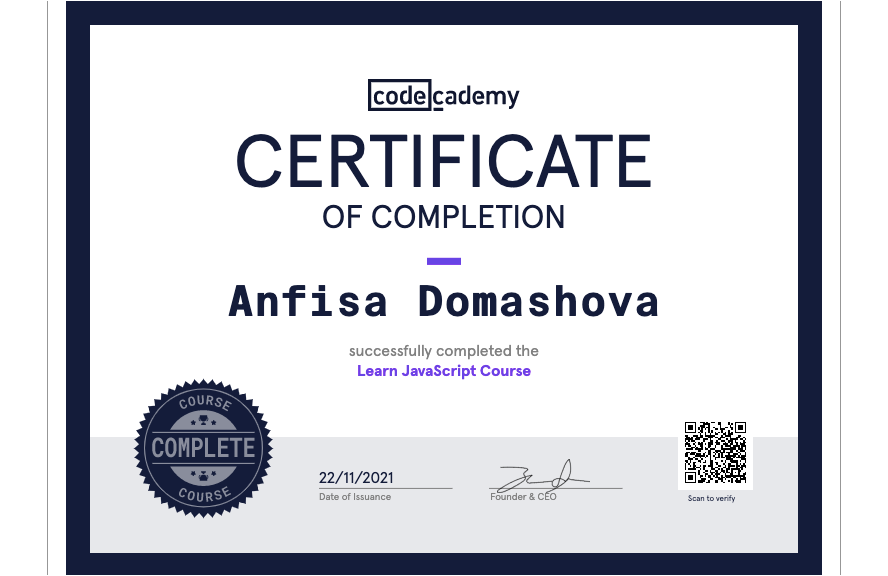 codecademy
CERTIFICATE
OF COMPLETION
Anfisa Domashova
successfully completed the
Learn JavaScript Course
COURSE
COMPLETE
COURSE
22/11/2021
Date of Issuance
Founder & CEO
Scan to verify